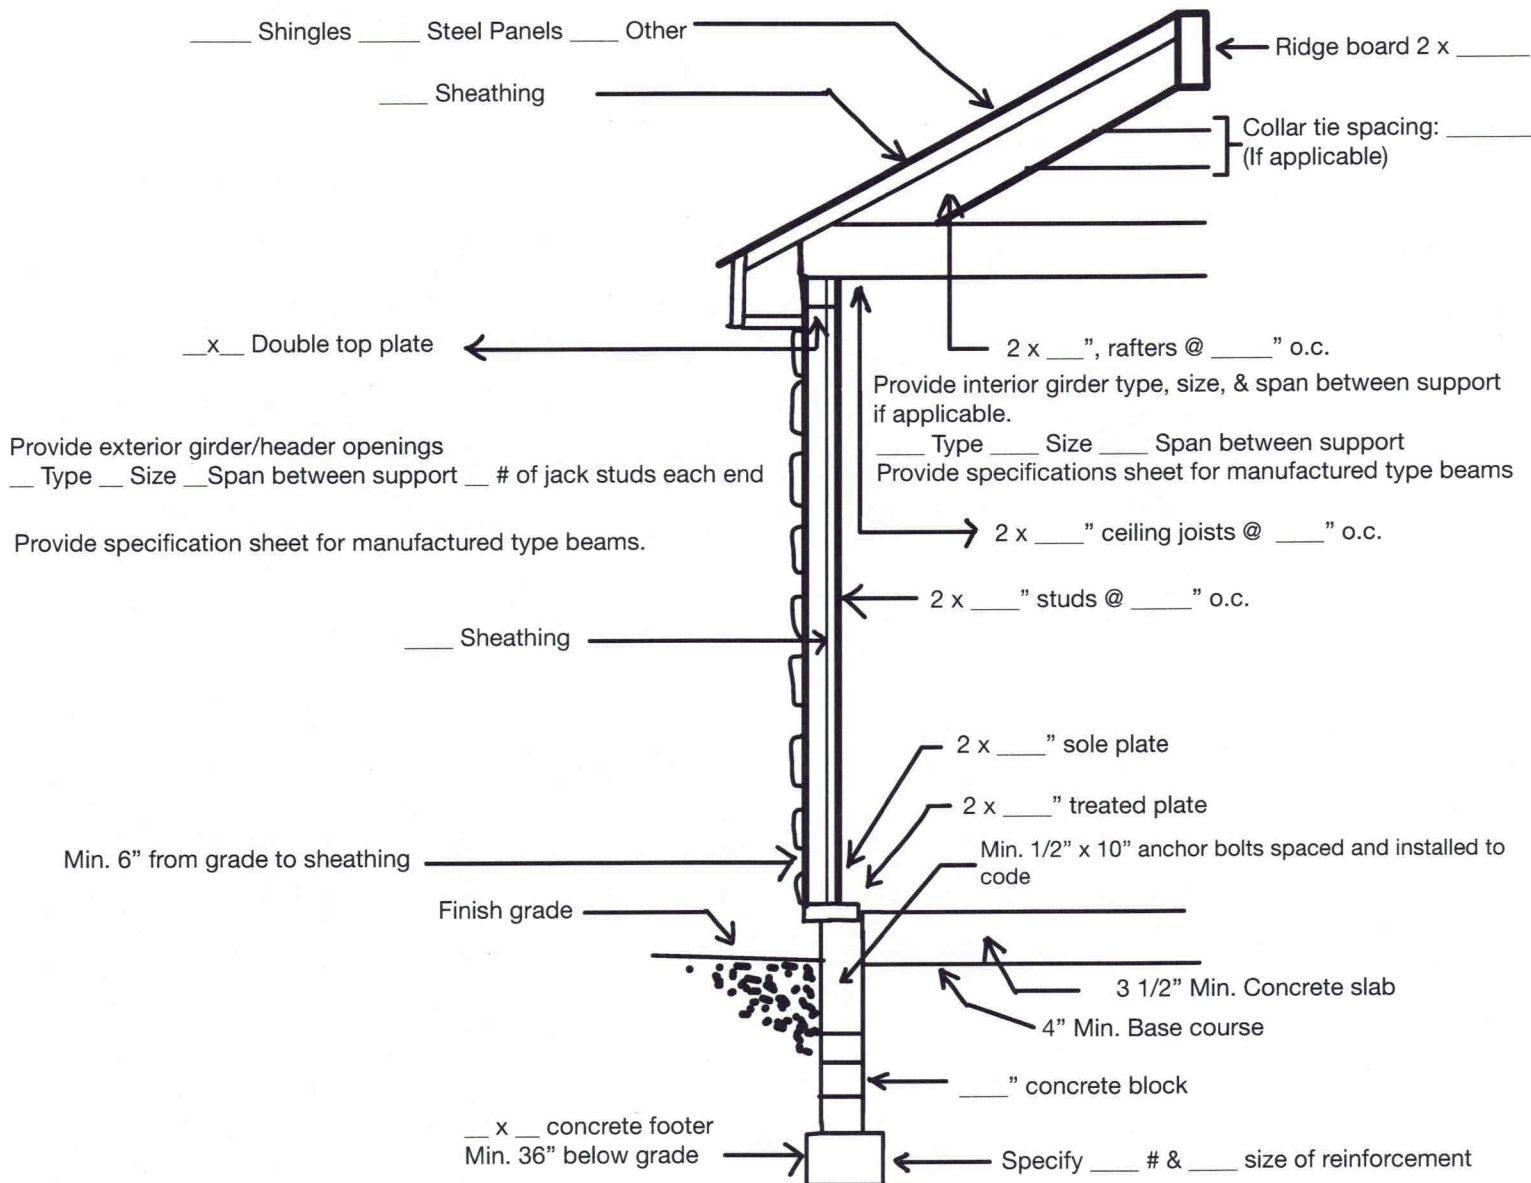 ____ Shingles ____ Steel Panels ___ Other
Ridge board 2 x _____
___ Sheathing
Collar tie spacing: ______
(If applicable)
__x__ Double top plate
2 x ___”, rafters @ _____” o.c.
Provide interior girder type, size, & span between support
if applicable.
____ Type ____ Size ____ Span between support
Provide specifications sheet for manufactured type beams
Provide exterior girder/header openings
__ Type __ Size __Span between support __ # of jack studs each end
Provide specification sheet for manufactured type beams.
2 x ____” ceiling joists @ ____” o.c.
2 x ____” studs @ _____” o.c.
____ Sheathing
2 x ____” sole plate
2 x ____” treated plate
Min. 1/2” x 10” anchor bolts spaced and installed to
code
Min. 6” from grade to sheathing
Finish grade
3 1/2” Min. Concrete slab
4” Min. Base course
____” concrete block
__ x __ concrete footer
Min. 36” below grade
Specify ____ # & ____ size of reinforcement